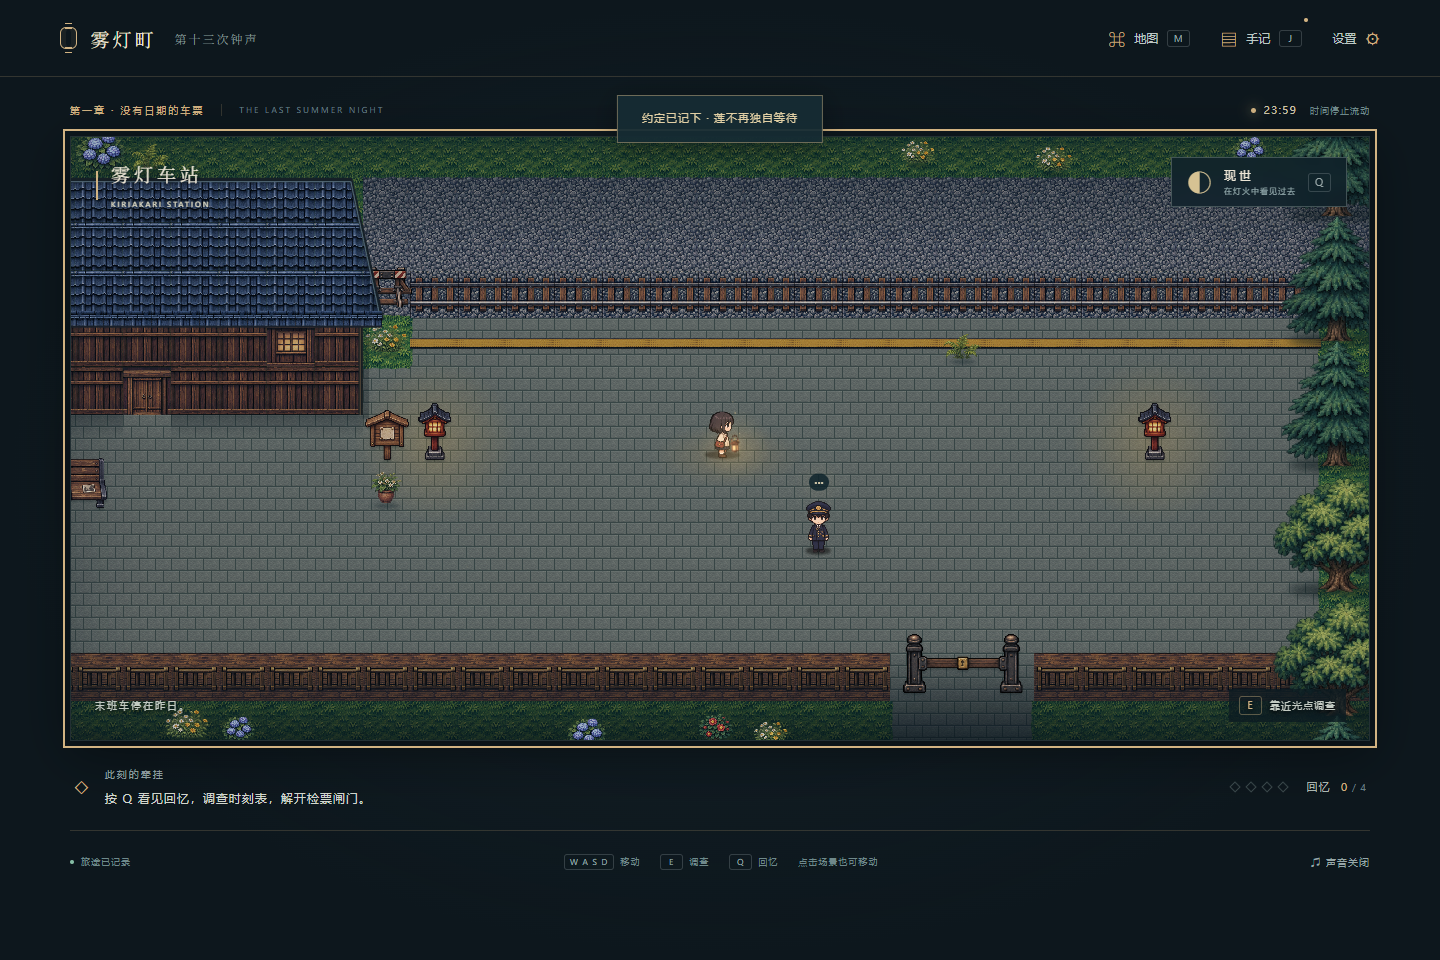 雾灯町 第十三次钟声
地图 M 手记 J 设置
第一章 · 没有日期的车票 THE LAST SUMMER NIGHT
约定已记下 · 莲不再独自等待
23:59 时间停止流动
雾灯车站
KIRIAKARI STATION
现世 Q
在灯火中看见过去
末班车停在昨日。
E 靠近光点调查
此刻的牵挂
按 Q 看见回忆，调查时刻表，解开检票闸门。
回忆 0 / 4
旅途已记录
WASD 移动 E 调查 Q 回忆 点击场景也可移动
声音关闭